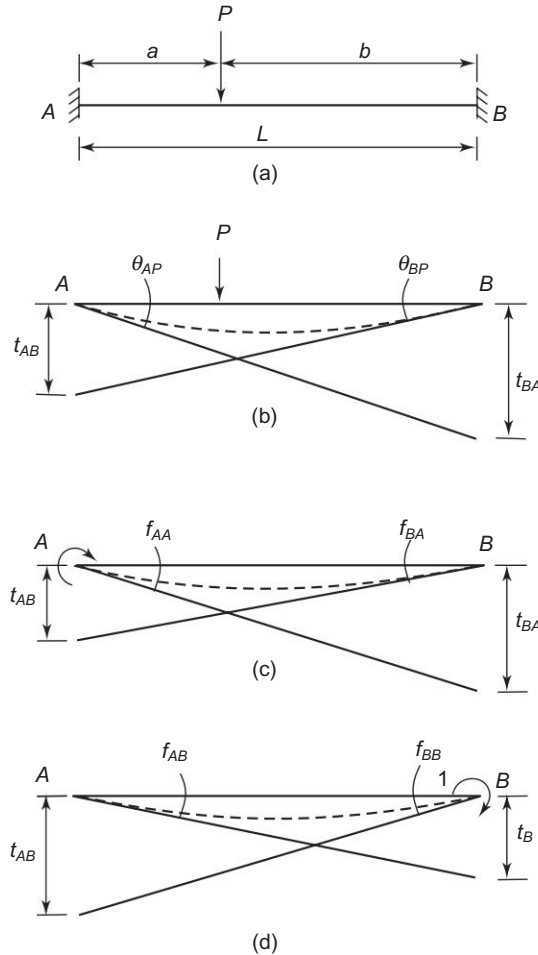 P
a b
A B
L
(a)
P
A θAP θBP B
tAB tBA
(b)
A fAA fBA B
tAB tBA
(c)
A fAB fBB 1 B
tAB tB
(d)